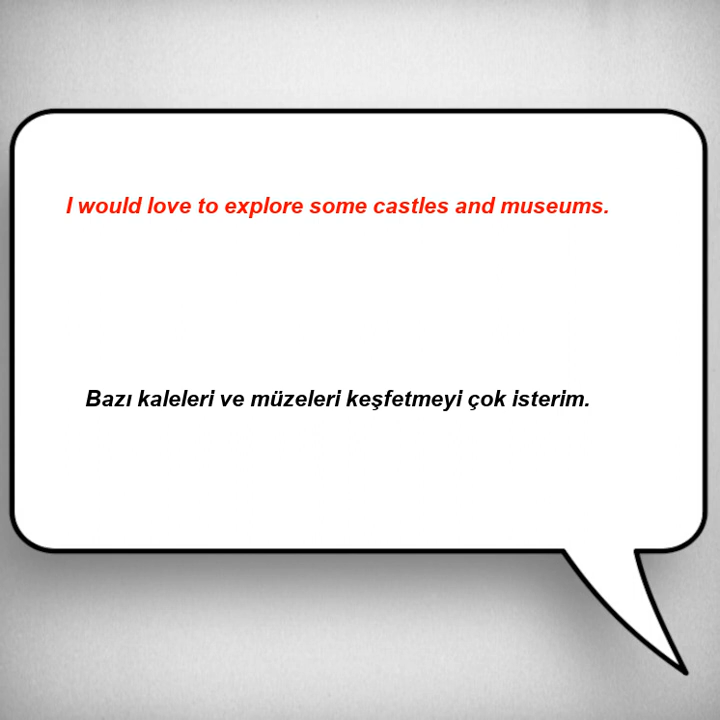 I would love to explore some castles and museums.
Bazı kaleleri ve müzeleri keşfetmeyi çok isterim.